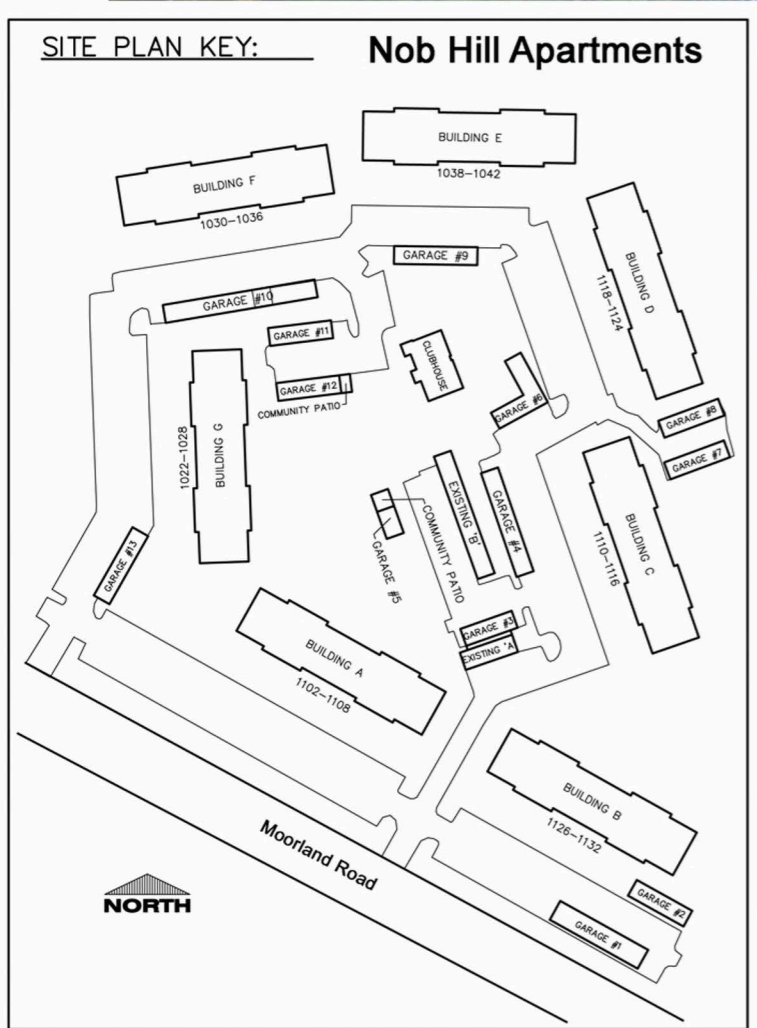 SITE PLAN KEY:
Nob Hill Apartments
BUILDING E
1038-1042
BUILDING F
1030-1036
BUILDING D
1118-1124
GARAGE #9
GARAGE #10
GARAGE #11
GARAGE #12
COMMUNITY PATIO
CLUBHOUSE
GARAGE #6
GARAGE #8
GARAGE #7
BUILDING G
1022-1028
EXISTING 'B'
GARAGE #4
COMMUNITY PATIO
GARAGE #5
BUILDING C
1110-1116
GARAGE #13
GARAGE #3
EXISTING 'A
BUILDING A
1102-1108
BUILDING B
1126-1132
Moorland Road
NORTH
GARAGE #2
GARAGE #1